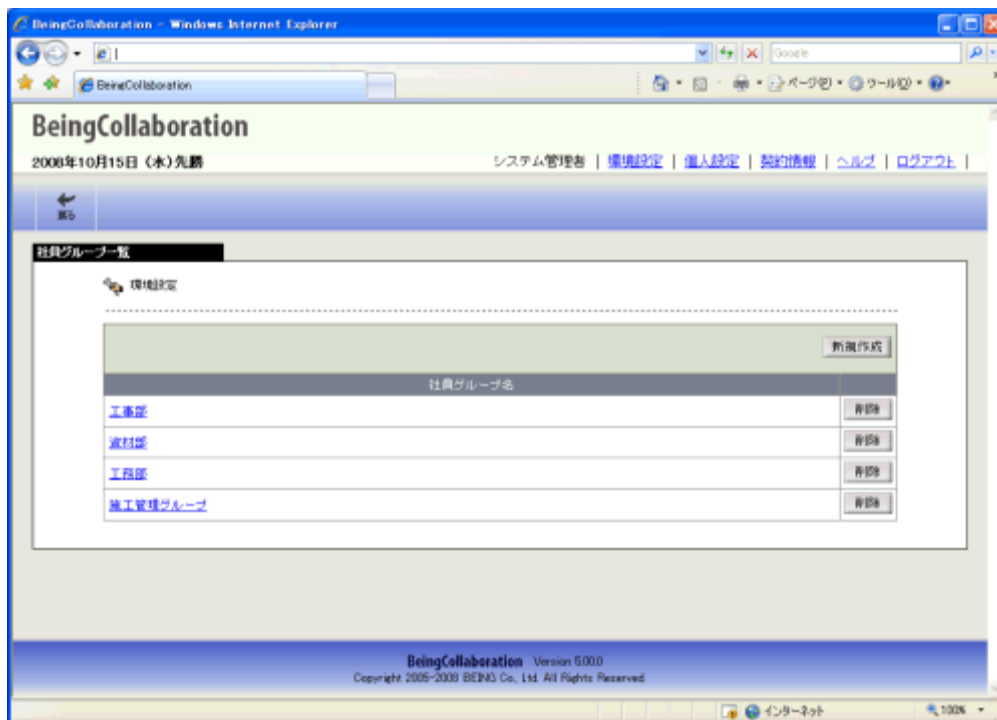 BeingCollaboration - Windows Internet Explorer
Google
BeingCollaboration
ページ(P)
ツール(O)
BeingCollaboration
2008年10月15日（水）先勝
システム管理者 | 環境設定 | 個人設定 | 契約情報 | ヘルプ | ログアウト |
戻る
社員グループ一覧
環境設定
新規作成
社員グループ名
工事部 削除
資材部 削除
工務部 削除
施工管理グループ 削除
BeingCollaboration Version 5.00.0
Copyright 2005-2008 BEING Co., Ltd. All Rights Reserved.
インターネット
100%